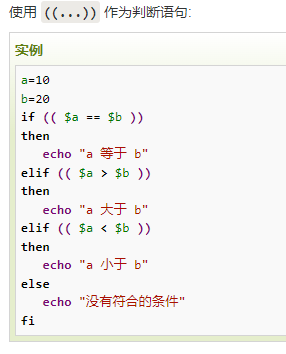 使用 ((...)) 作为判断语句:
实例
a=10
b=20
if (( $a == $b ))
then
   echo "a 等于 b"
elif (( $a > $b ))
then
   echo "a 大于 b"
elif (( $a < $b ))
then
   echo "a 小于 b"
else
   echo "没有符合的条件"
fi